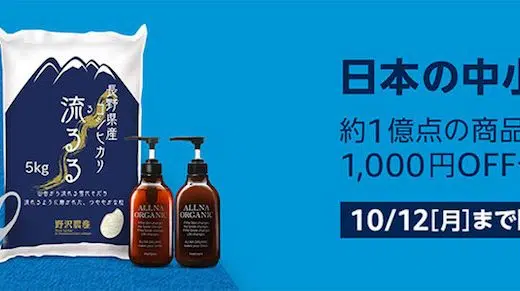 長野県産
コシヒカリ
流るる
5kg
野沢農産
ALLNA
ORGANIC
ALLNA
ORGANIC
日本の中小
約1億点の商品
1,000円OFF
10/12[月]まで